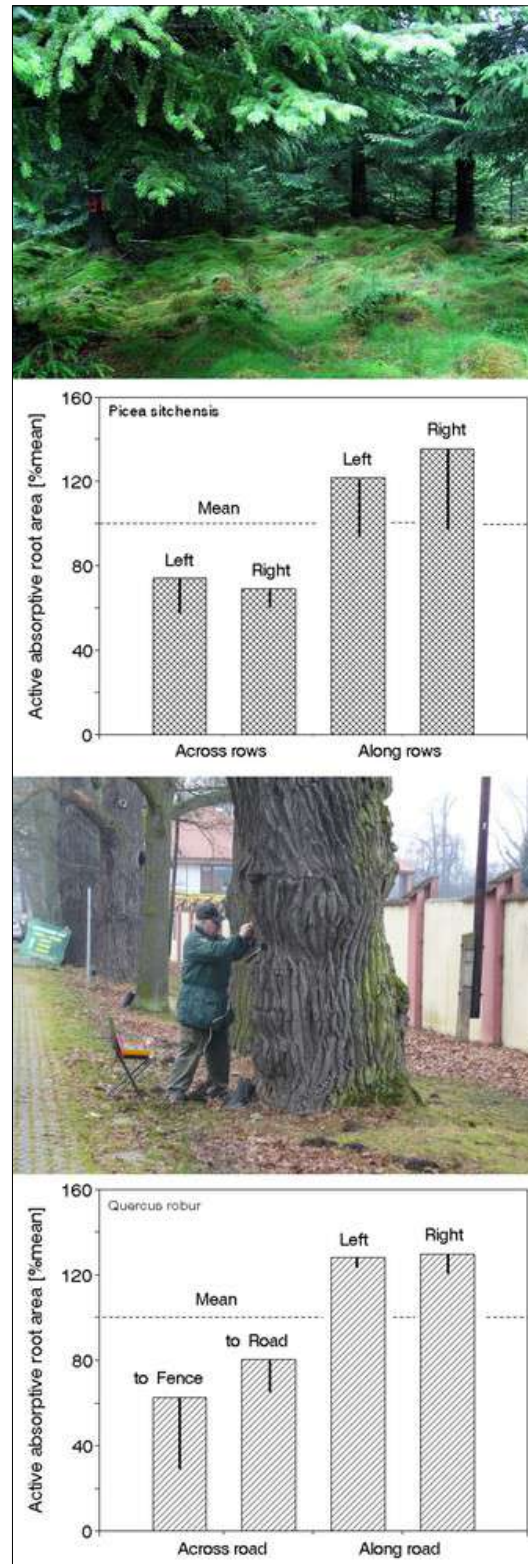 160
Picea sitchensis
Right
Left
120
Mean
80
Left
Right
40
0
Across rows
Along rows
Active absorptive root area [%mean]
160
Quercus robur
Left
Right
120
Mean
to Road
80
to Fence
40
0
Across road
Along road
Active absorptive root area [%mean]